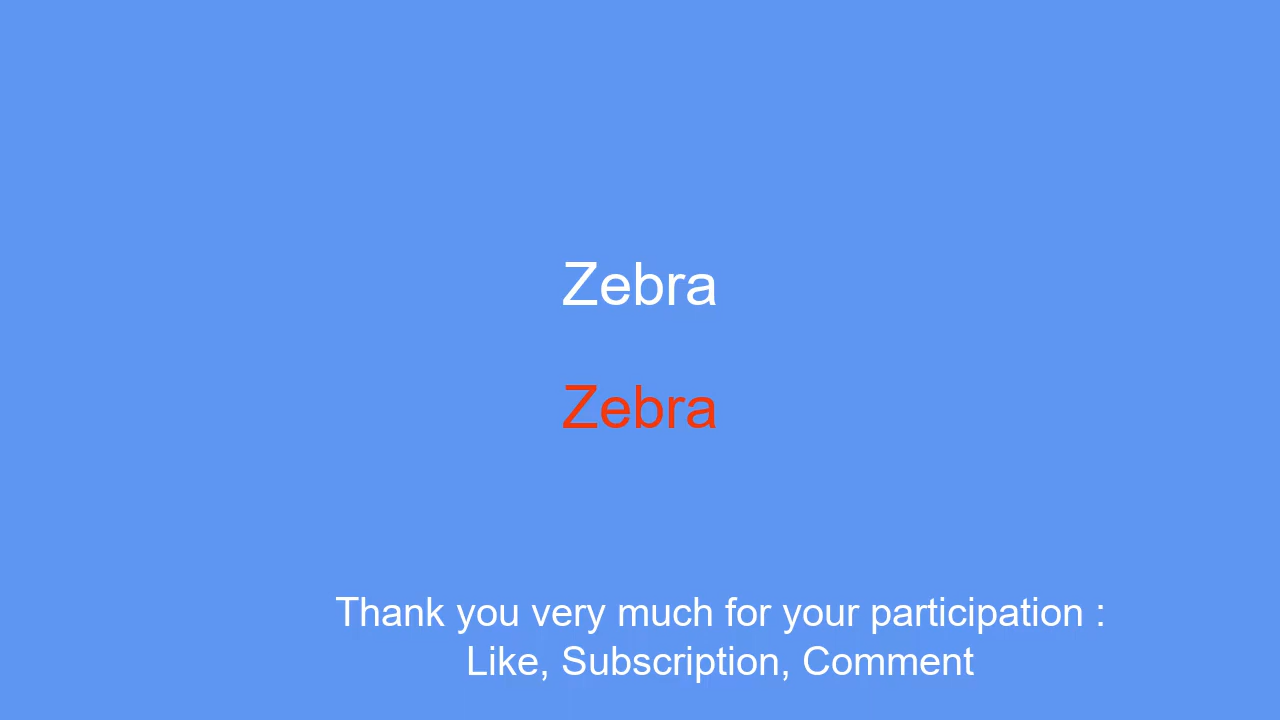 Zebra
Zebra
Thank you very much for your participation :
Like, Subscription, Comment